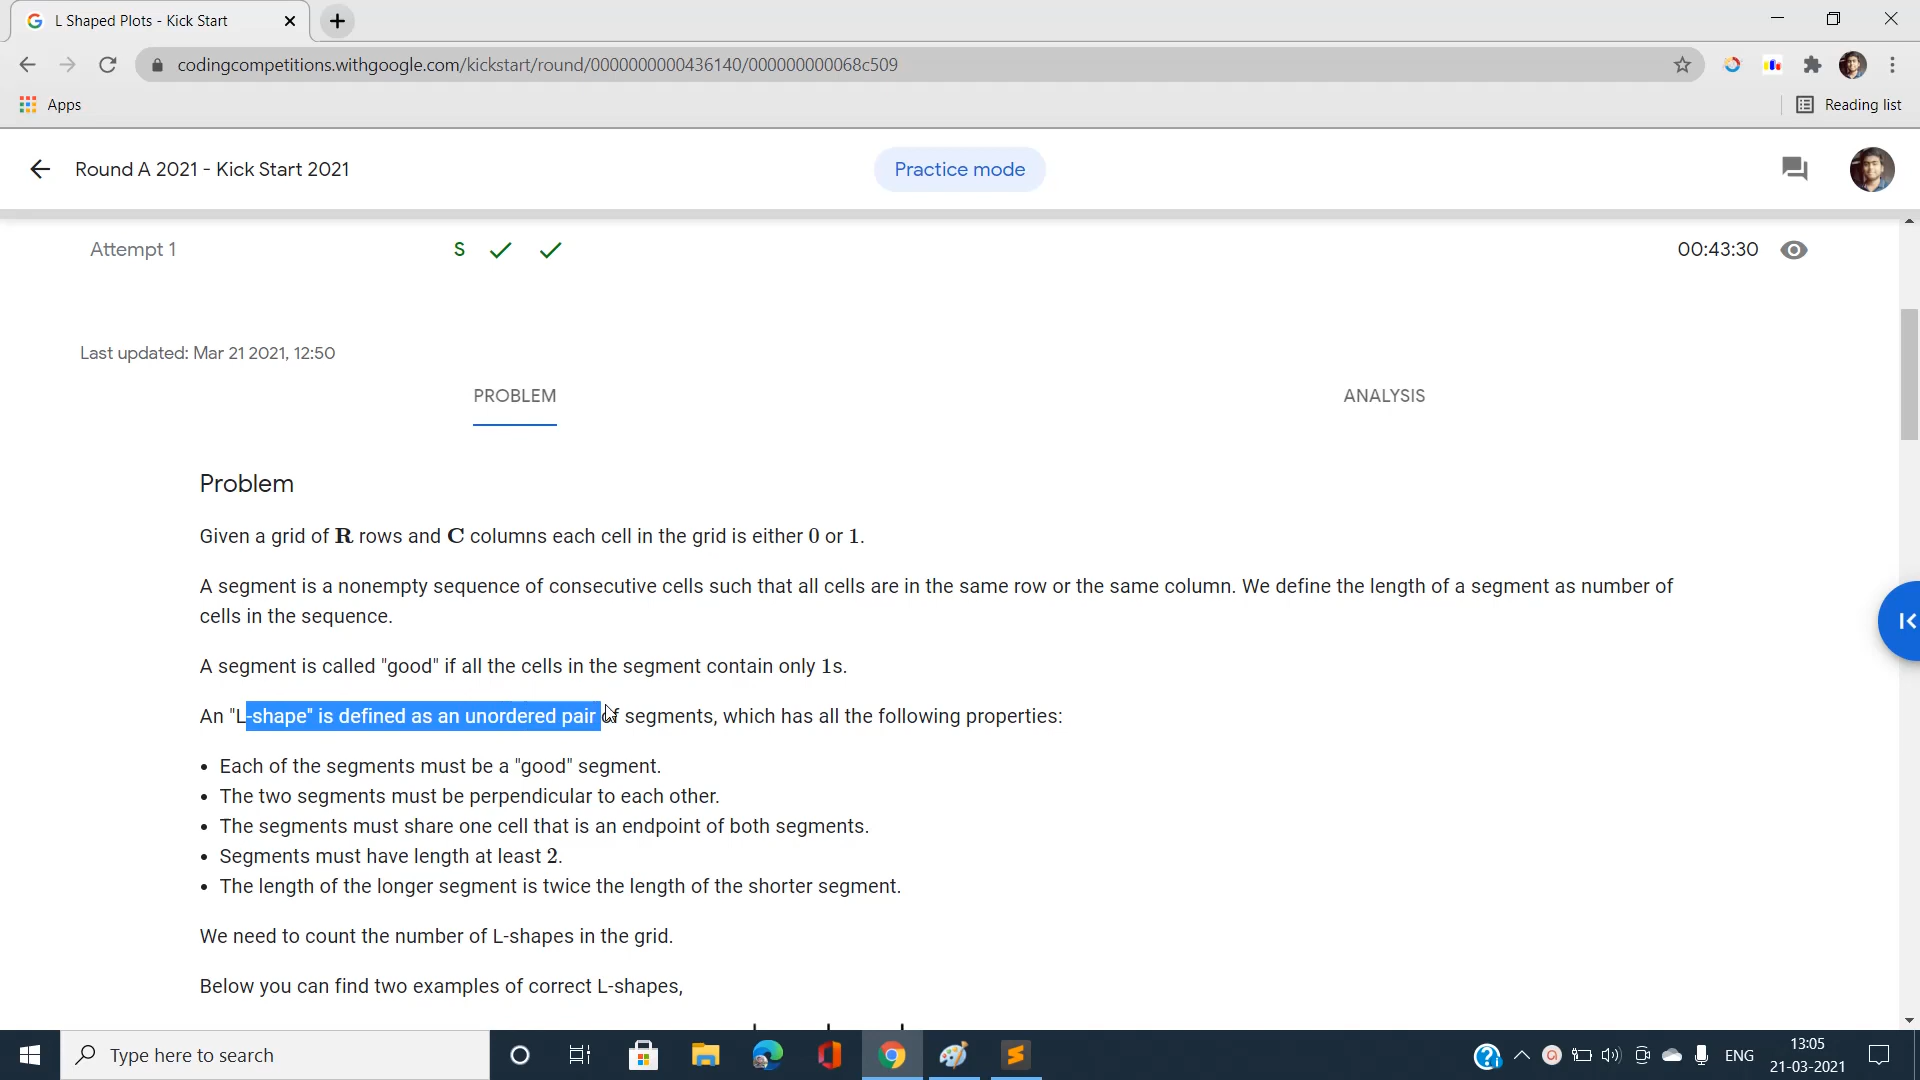 L Shaped Plots - Kick Start
codingcompetitions.withgoogle.com/kickstart/round/0000000000436140/000000000068c509
Apps
Reading list
Round A 2021 - Kick Start 2021
Practice mode
Attempt 1
S
00:43:30
Last updated: Mar 21 2021, 12:50
PROBLEM
ANALYSIS
Problem
Given a grid of R rows and C columns each cell in the grid is either 0 or 1.
A segment is a nonempty sequence of consecutive cells such that all cells are in the same row or the same column. We define the length of a segment as number of
cells in the sequence.
A segment is called "good" if all the cells in the segment contain only 1s.
An "L-shape" is defined as an unordered pair of segments, which has all the following properties:
• Each of the segments must be a "good" segment.
• The two segments must be perpendicular to each other.
• The segments must share one cell that is an endpoint of both segments.
• Segments must have length at least 2.
• The length of the longer segment is twice the length of the shorter segment.
We need to count the number of L-shapes in the grid.
Below you can find two examples of correct L-shapes,
Type here to search
ENG
13:05
21-03-2021